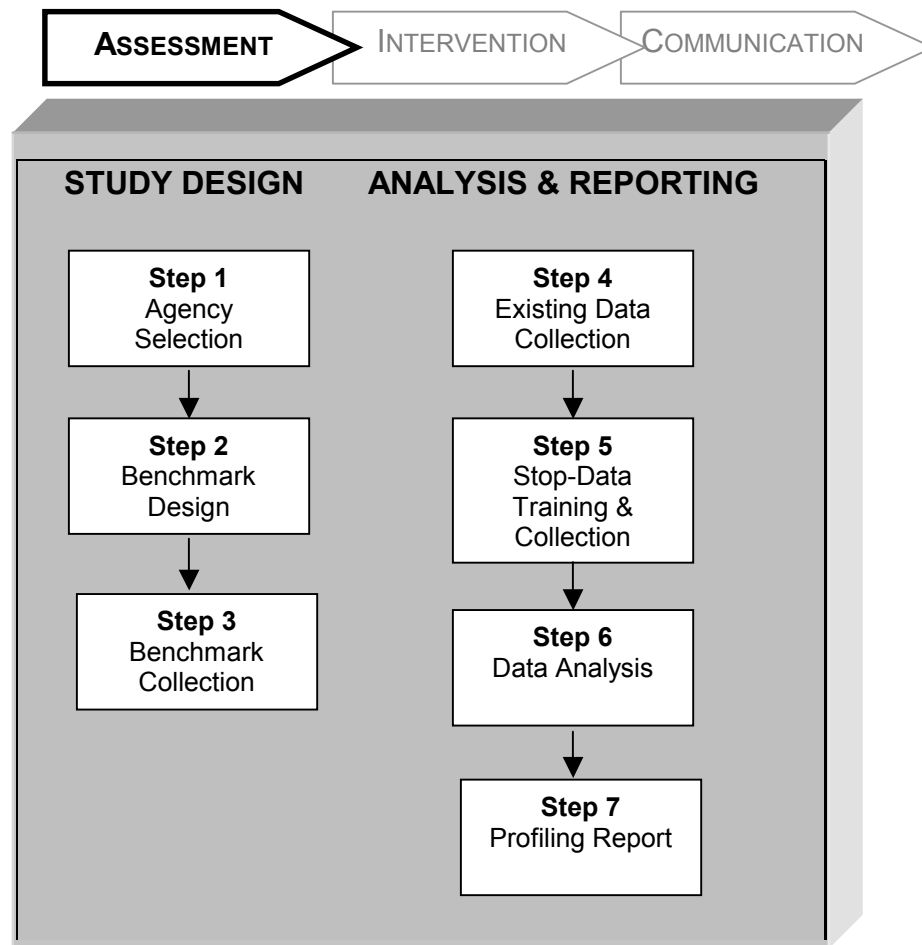 ASSESSMENT
INTERVENTION
COMMUNICATION
STUDY DESIGN
Step 1
Agency
Selection
Step 2
Benchmark
Design
Step 3
Benchmark
Collection
ANALYSIS & REPORTING
Step 4
Existing Data
Collection
Step 5
Stop-Data
Training &
Collection
Step 6
Data Analysis
Step 7
Profiling Report